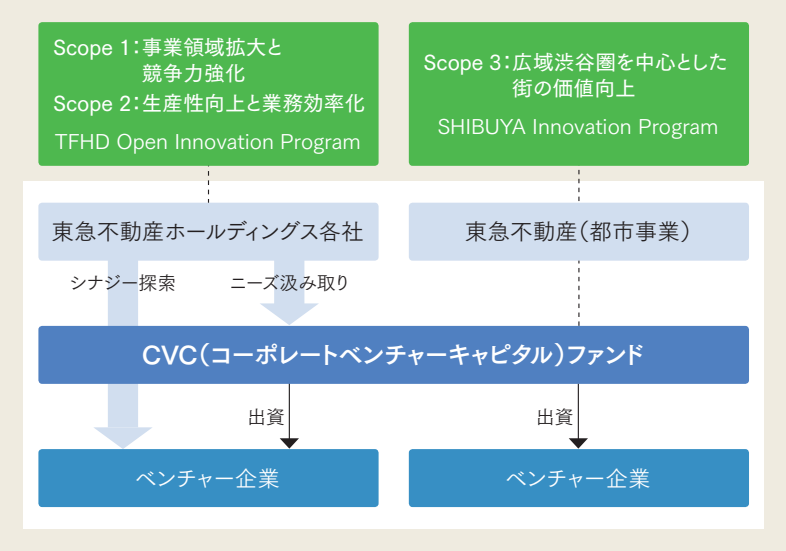 Scope 1：事業領域拡大と
競争力強化
Scope 2：生産性向上と業務効率化
TFHD Open Innovation Program
Scope 3：広域渋谷圏を中心とした
街の価値向上
SHIBUYA Innovation Program
東急不動産ホールディングス各社
東急不動産（都市事業）
シナジー探索
ニーズ汲み取り
CVC（コーポレートベンチャーキャピタル）ファンド
出資
出資
ベンチャー企業
ベンチャー企業